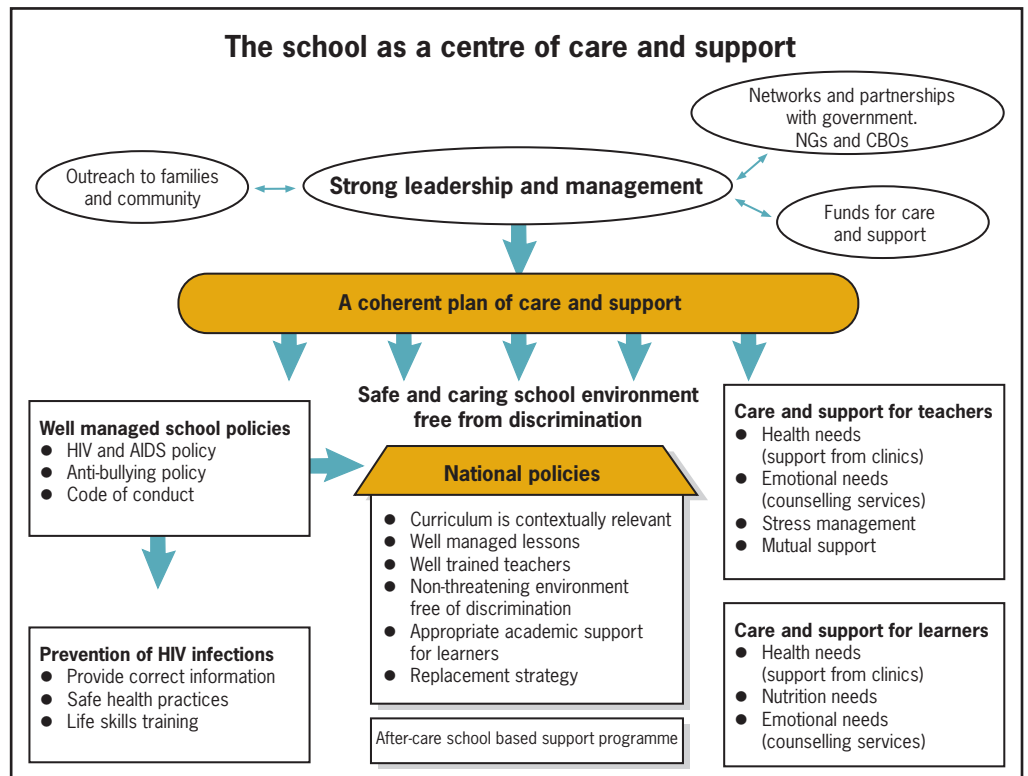 The school as a centre of care and support
Networks and partnerships
with government.
NGs and CBOs
Outreach to families
and community
Strong leadership and management
Funds for care
and support
A coherent plan of care and support
Safe and caring school environment
free from discrimination
Well managed school policies
● HIV and AIDS policy
● Anti-bullying policy
● Code of conduct
National policies
● Curriculum is contextually relevant
● Well managed lessons
● Well trained teachers
● Non-threatening environment
free of discrimination
● Appropriate academic support
for learners
● Replacement strategy
Care and support for teachers
● Health needs
(support from clinics)
● Emotional needs
(counselling services)
● Stress management
● Mutual support
Prevention of HIV infections
● Provide correct information
● Safe health practices
● Life skills training
After-care school based support programme
Care and support for learners
● Health needs
(support from clinics)
● Nutrition needs
● Emotional needs
(counselling services)